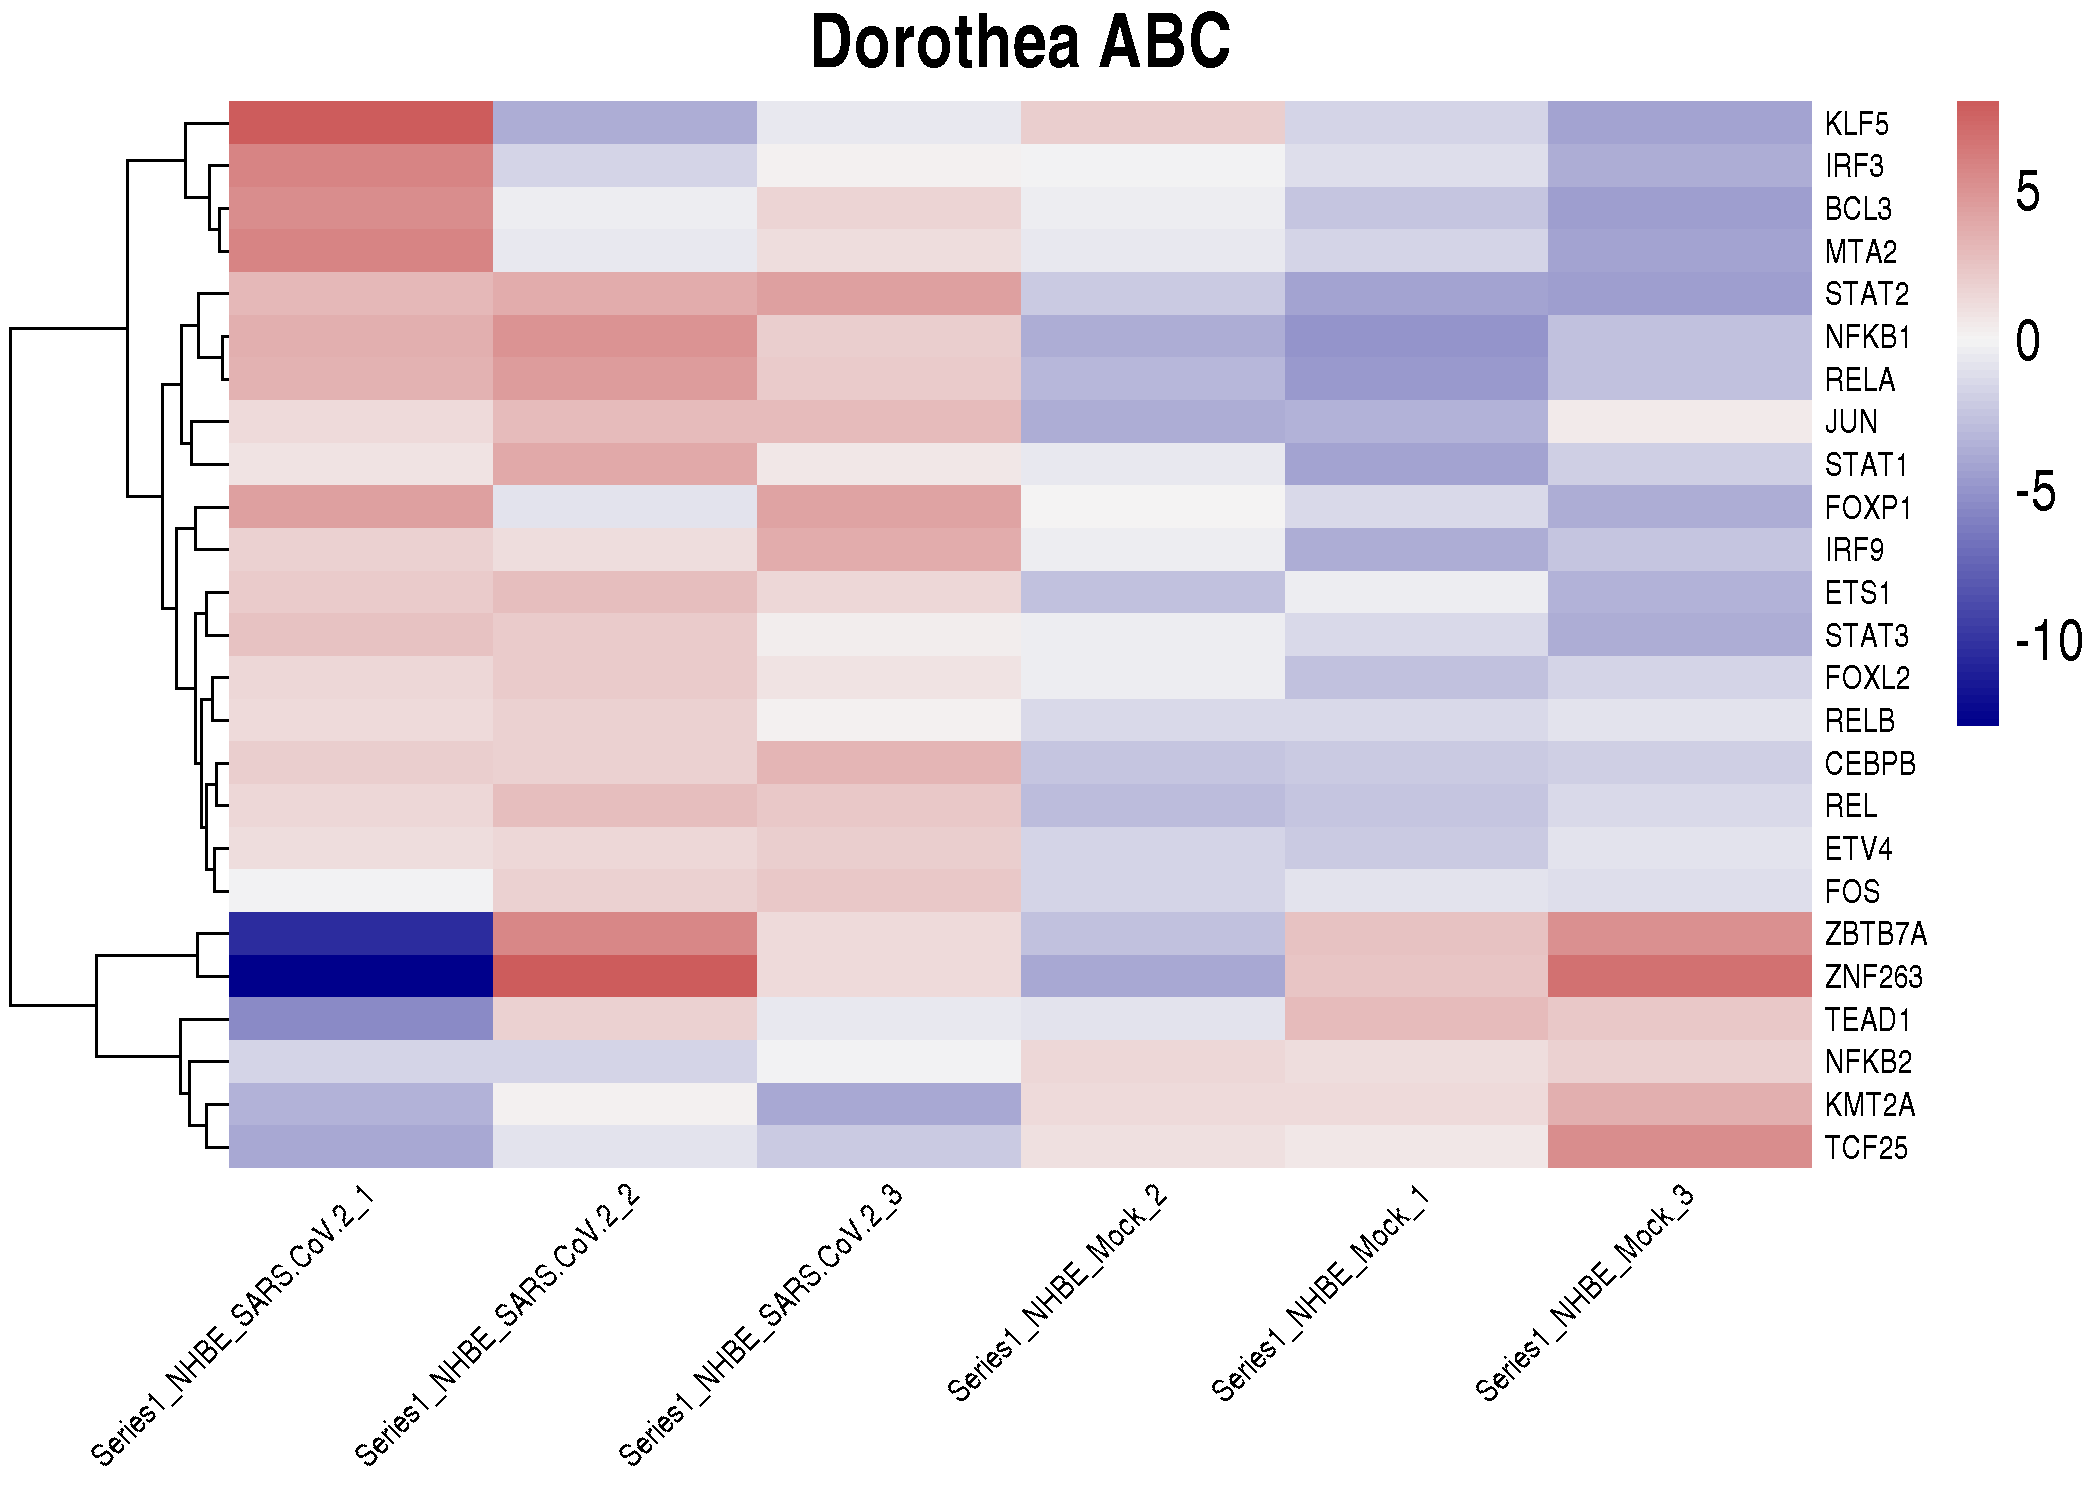 Dorothea ABC
KLF5
IRF3
BCL3
MTA2
STAT2
NFKB1
RELA
JUN
STAT1
FOXP1
IRF9
ETS1
STAT3
FOXL2
RELB
CEBPB
REL
ETV4
FOS
ZBTB7A
ZNF263
TEAD1
NFKB2
KMT2A
TCF25
5
0
-5
-10
Series1_NHBE_SARS.CoV.2_1
Series1_NHBE_SARS.CoV.2_2
Series1_NHBE_SARS.CoV.2_3
Series1_NHBE_Mock_2
Series1_NHBE_Mock_1
Series1_NHBE_Mock_3